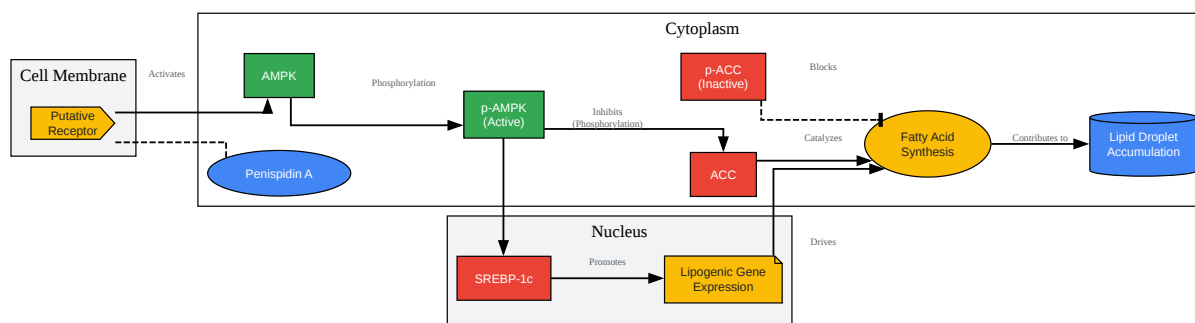 Cytoplasm
Cell Membrane
Activates
AMPK
Phosphorylation
p-ACC
(Inactive)
Blocks
Putative
Receptor
p-AMPK
(Active)
Inhibits
(Phosphorylation)
Catalyzes
Fatty Acid
Synthesis
Contributes to
Lipid Droplet
Accumulation
Penispidin A
ACC
Nucleus
Drives
SREBP-1c
Promotes
Lipogenic Gene
Expression